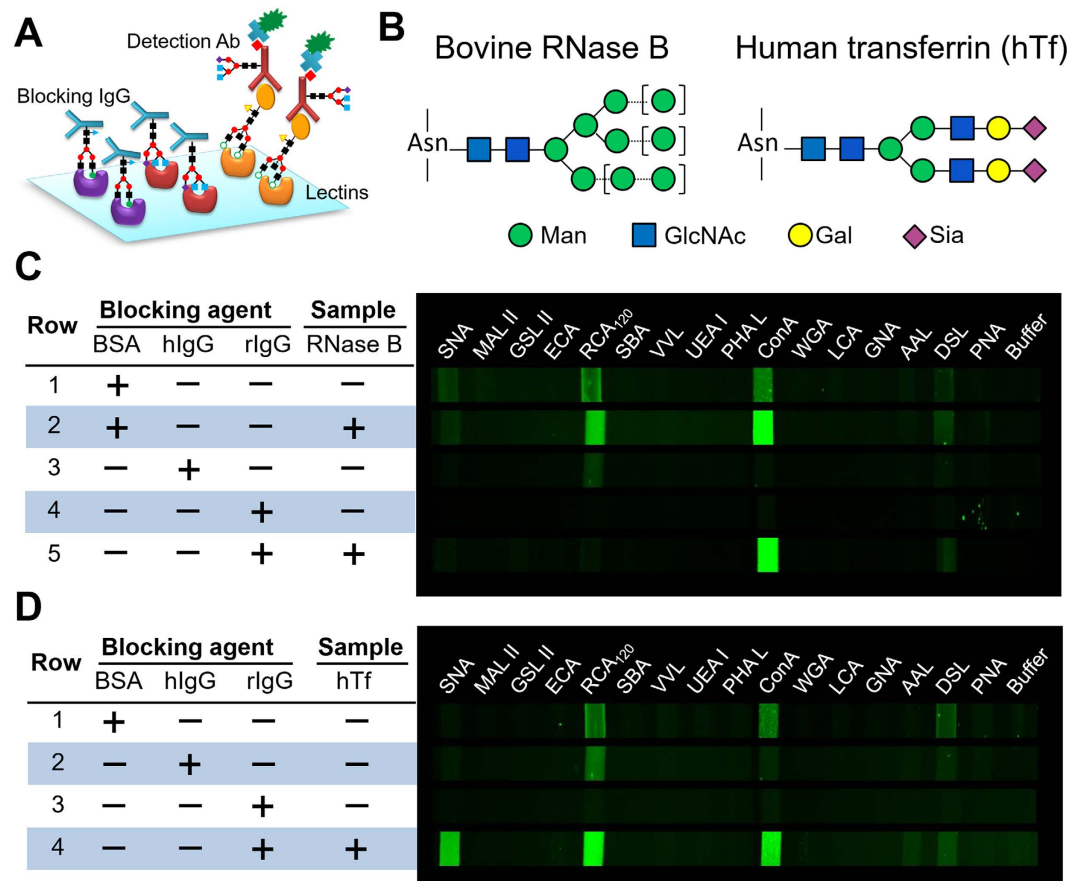 A
Detection Ab
Blocking IgG
Lectins
B
Bovine RNase B
Human transferrin (hTf)
Asn
Asn
Man
GlcNAc
Gal
Sia
C
Row
Blocking agent
Sample
BSA hIgG rIgG RNase B
SNA MAL II GSL II ECA RCA120 SBA VVL UEA I PHA L ConA WGA LCA GNA AAL DSL PNA Buffer
1 + − − −
2 + − − +
3 − + − −
4 − − + −
5 − − + +
D
Row
Blocking agent
Sample
BSA hIgG rIgG hTf
SNA MAL II GSL II ECA RCA120 SBA VVL UEA I PHA L ConA WGA LCA GNA AAL DSL PNA Buffer
1 + − − −
2 − + − −
3 − − + −
4 − − + +